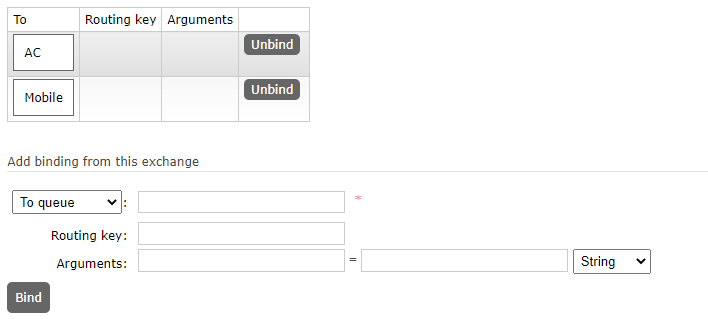 To Routing key Arguments
AC Unbind
Mobile Unbind
Add binding from this exchange
To queue : *
Routing key:
Arguments: = String
Bind